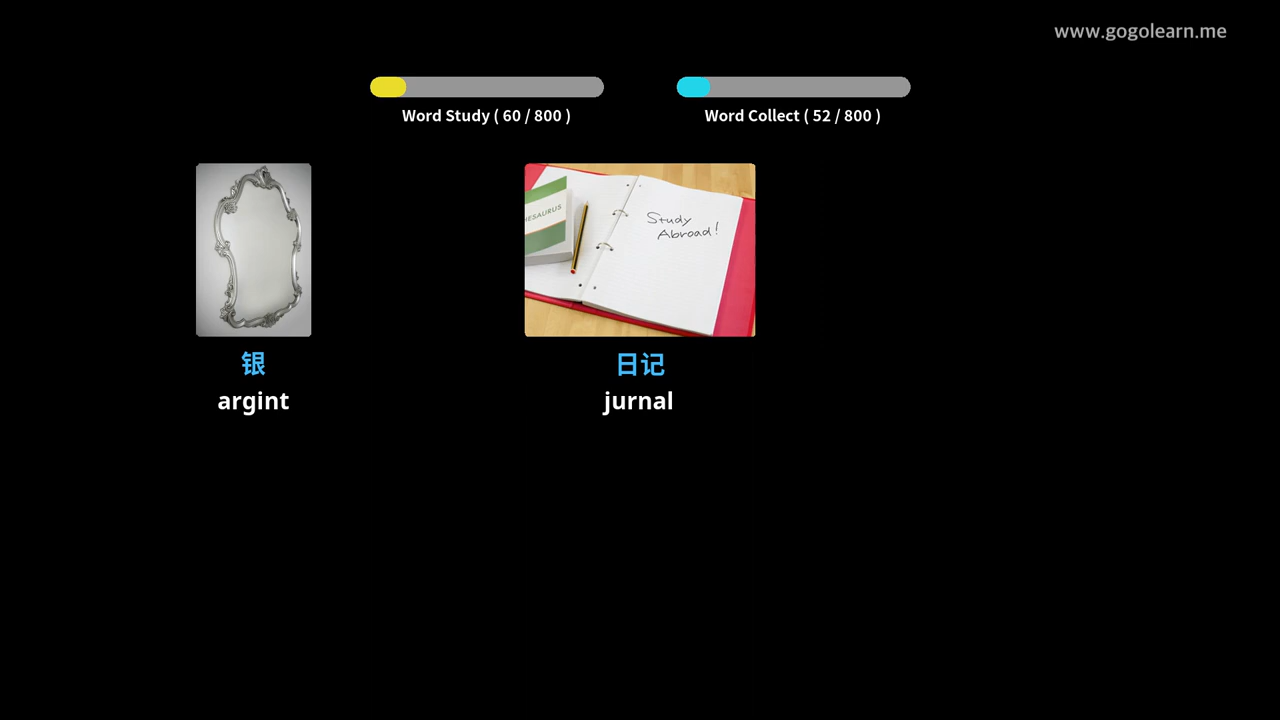 www.gogolearn.me
Word Study ( 60 / 800 )
Word Collect ( 52 / 800 )
THESAURUS
Study
Abroad!
银
argint
日记
jurnal